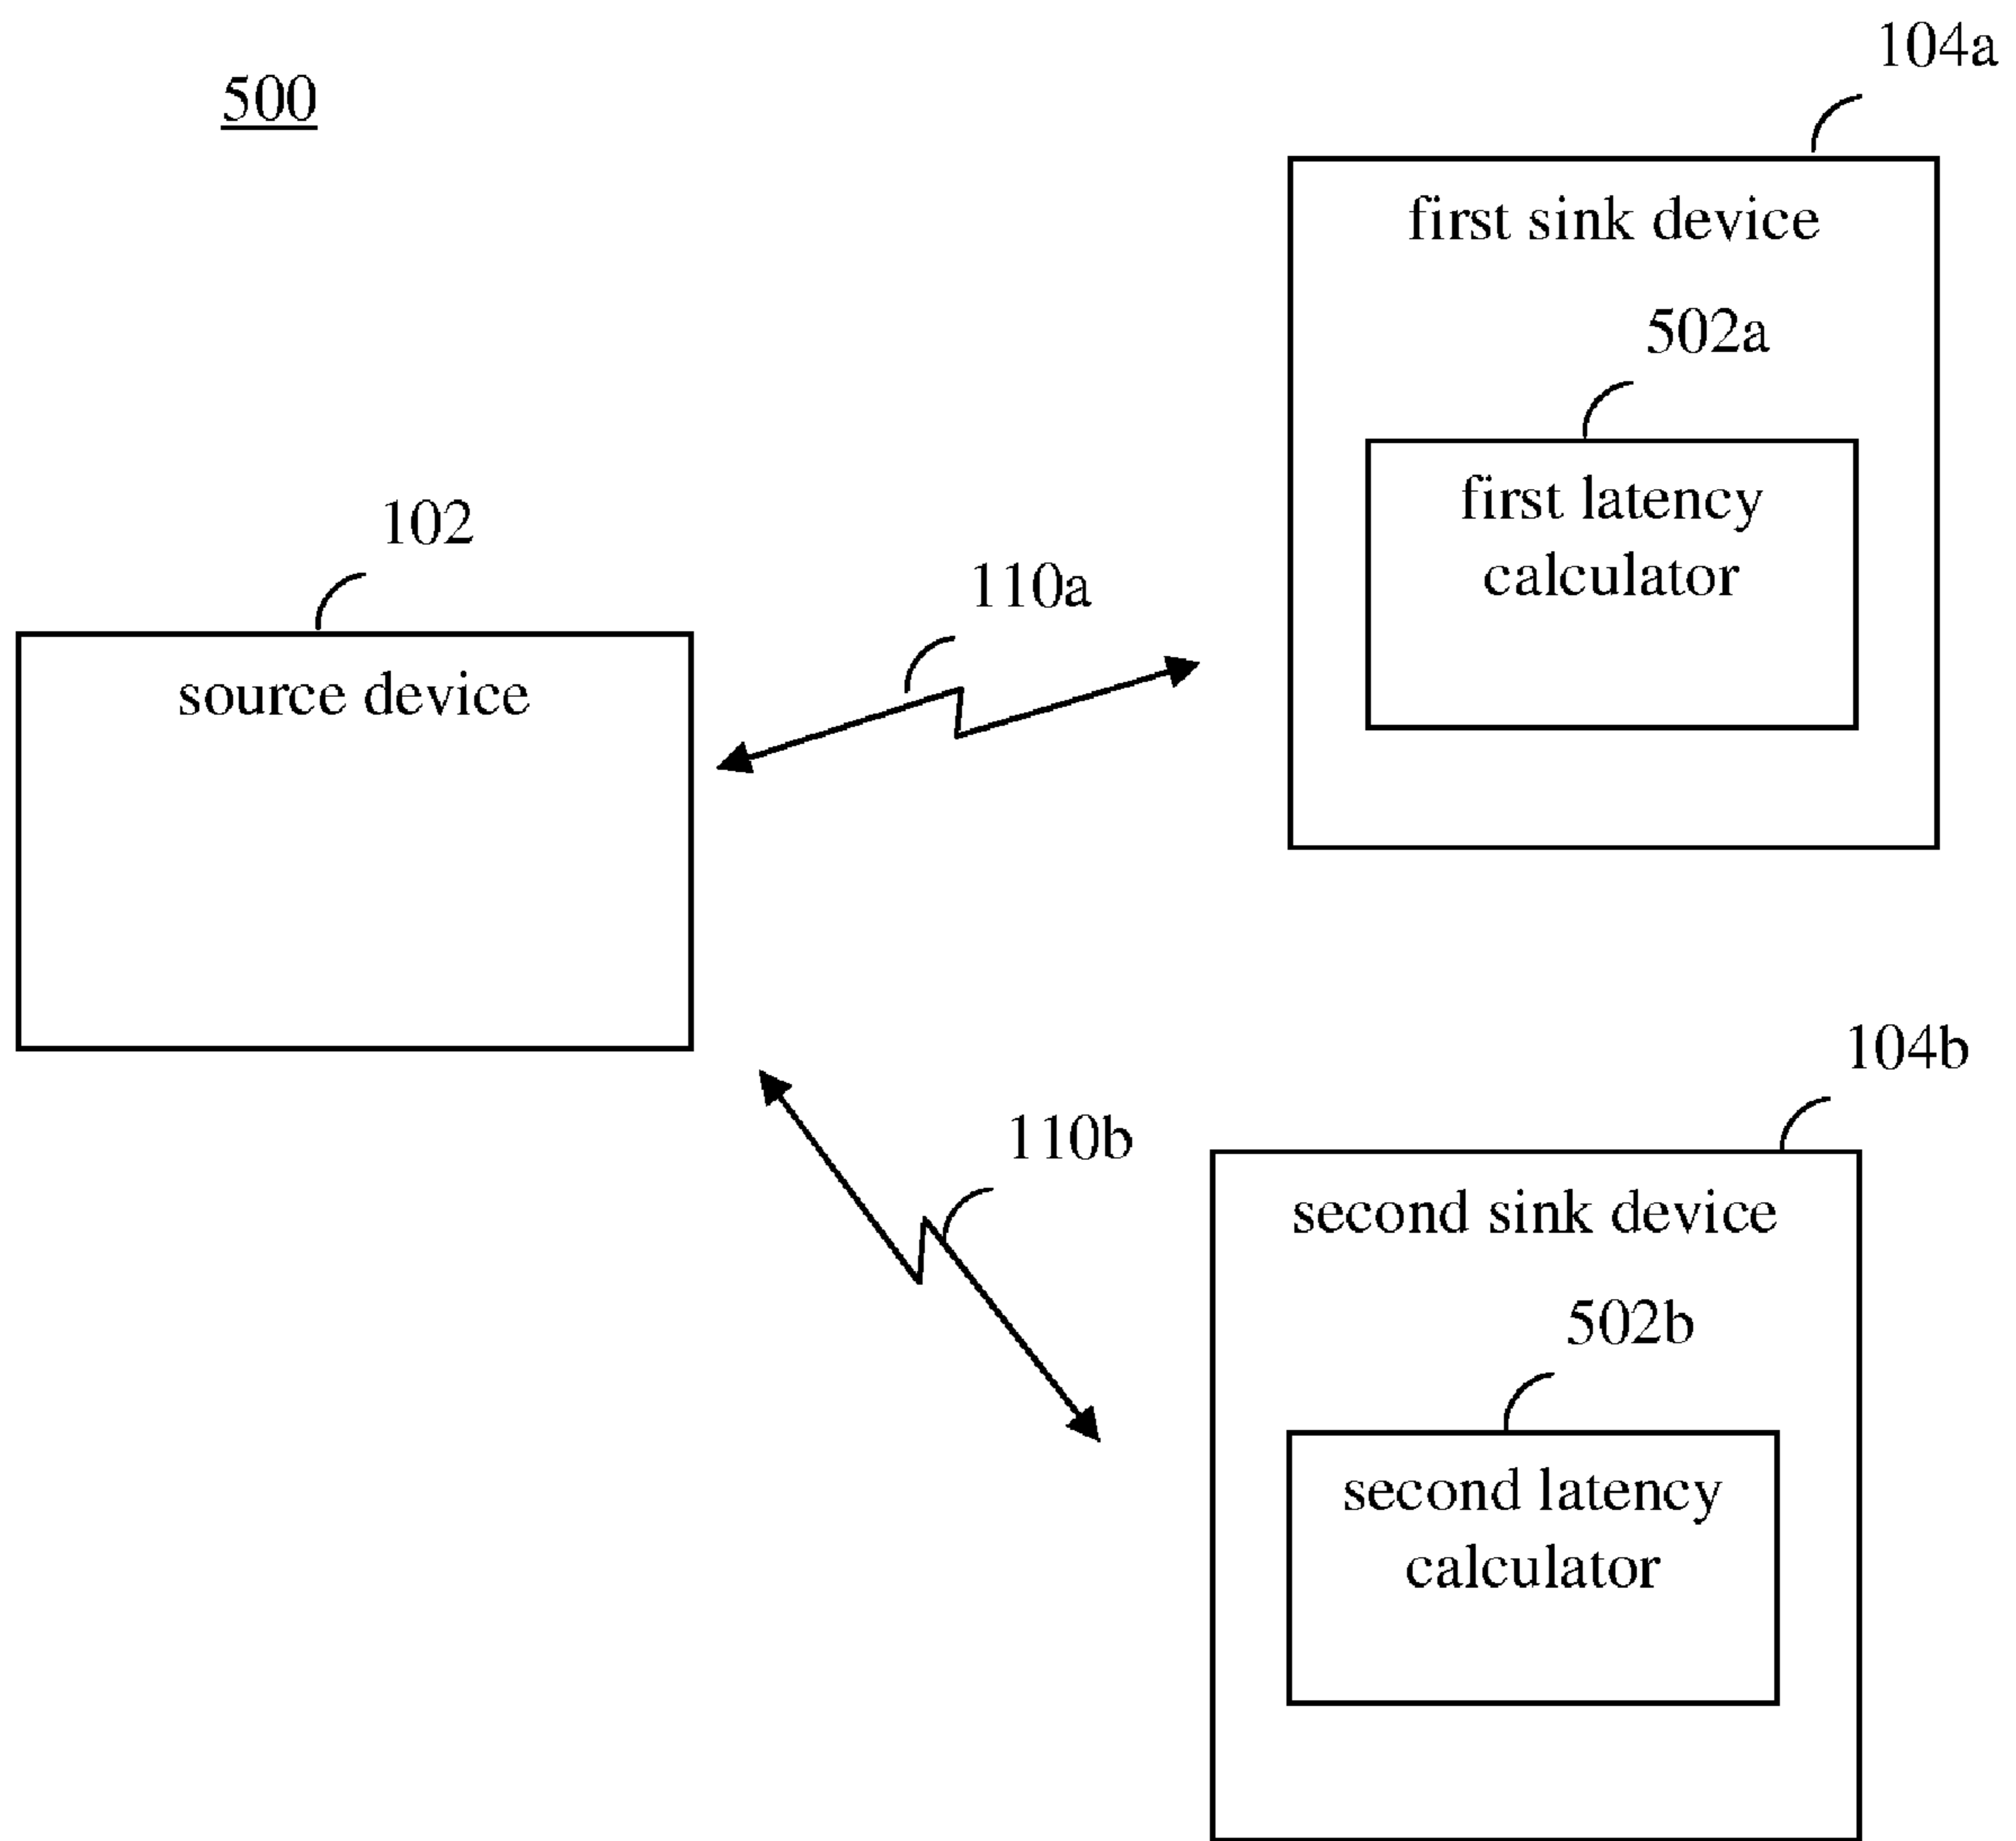 500
104a
first sink device
502a
first latency
calculator
102
source device
110a
104b
110b
second sink device
502b
second latency
calculator